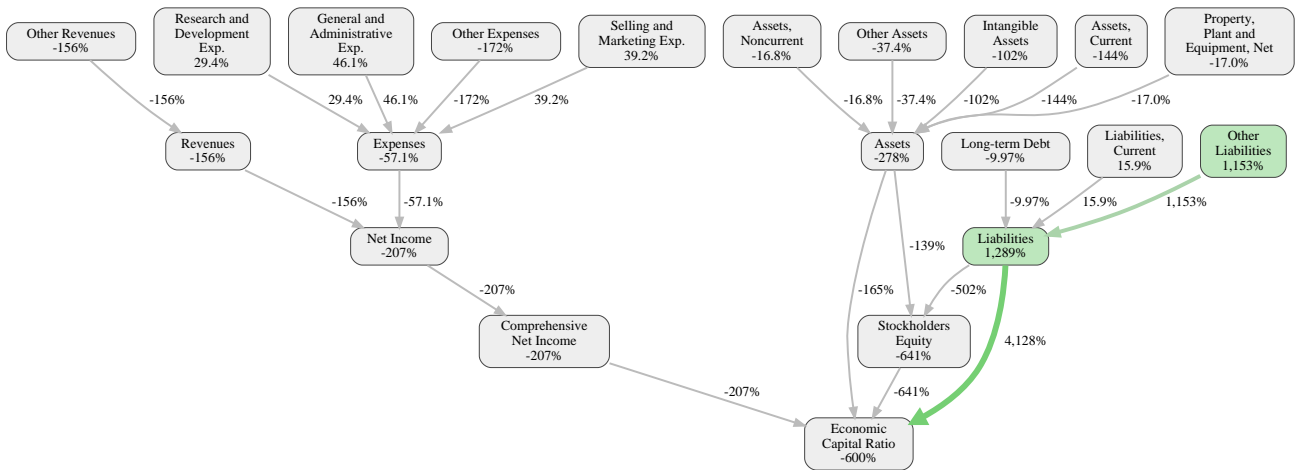 Other Revenues
-156%
Research and
Development
Exp.
29.4%
General and
Administrative
Exp.
46.1%
Other Expenses
-172%
Selling and
Marketing Exp.
39.2%
Assets,
Noncurrent
-16.8%
Other Assets
-37.4%
Intangible
Assets
-102%
Assets,
Current
-144%
Property,
Plant and
Equipment, Net
-17.0%
-156%
29.4%
46.1%
-172%
39.2%
-16.8%
-37.4%
-102%
-144%
-17.0%
Revenues
-156%
Expenses
-57.1%
Assets
-278%
Long-term Debt
-9.97%
Liabilities,
Current
15.9%
Other
Liabilities
1,153%
-156%
-57.1%
-9.97%
15.9%
1,153%
Net Income
-207%
-139%
Liabilities
1,289%
-207%
-165%
-502%
Comprehensive
Net Income
-207%
Stockholders
Equity
-641%
4,128%
-207%
-641%
Economic
Capital Ratio
-600%